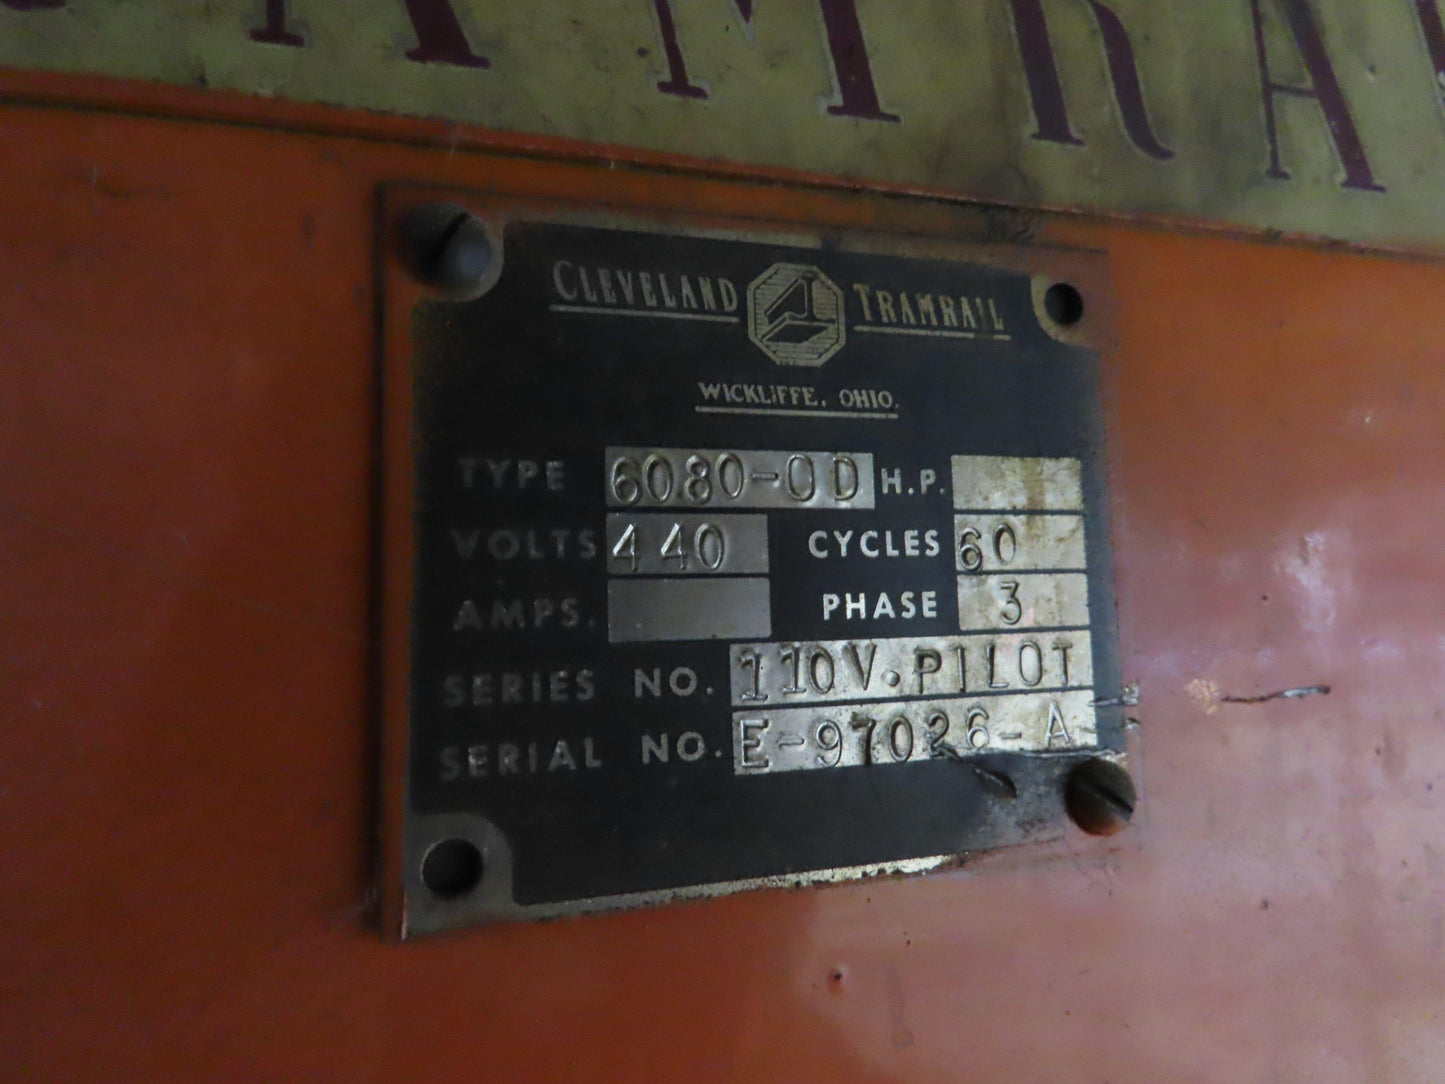 AMRA
CLEVELAND TRAMRAIL
WICKLIFFE, OHIO.
TYPE 6080-OD H.P.
VOLTS 440 CYCLES 60
AMPS. PHASE 3
SERIES NO. 110V.PILOT
SERIAL NO. E-97026-A